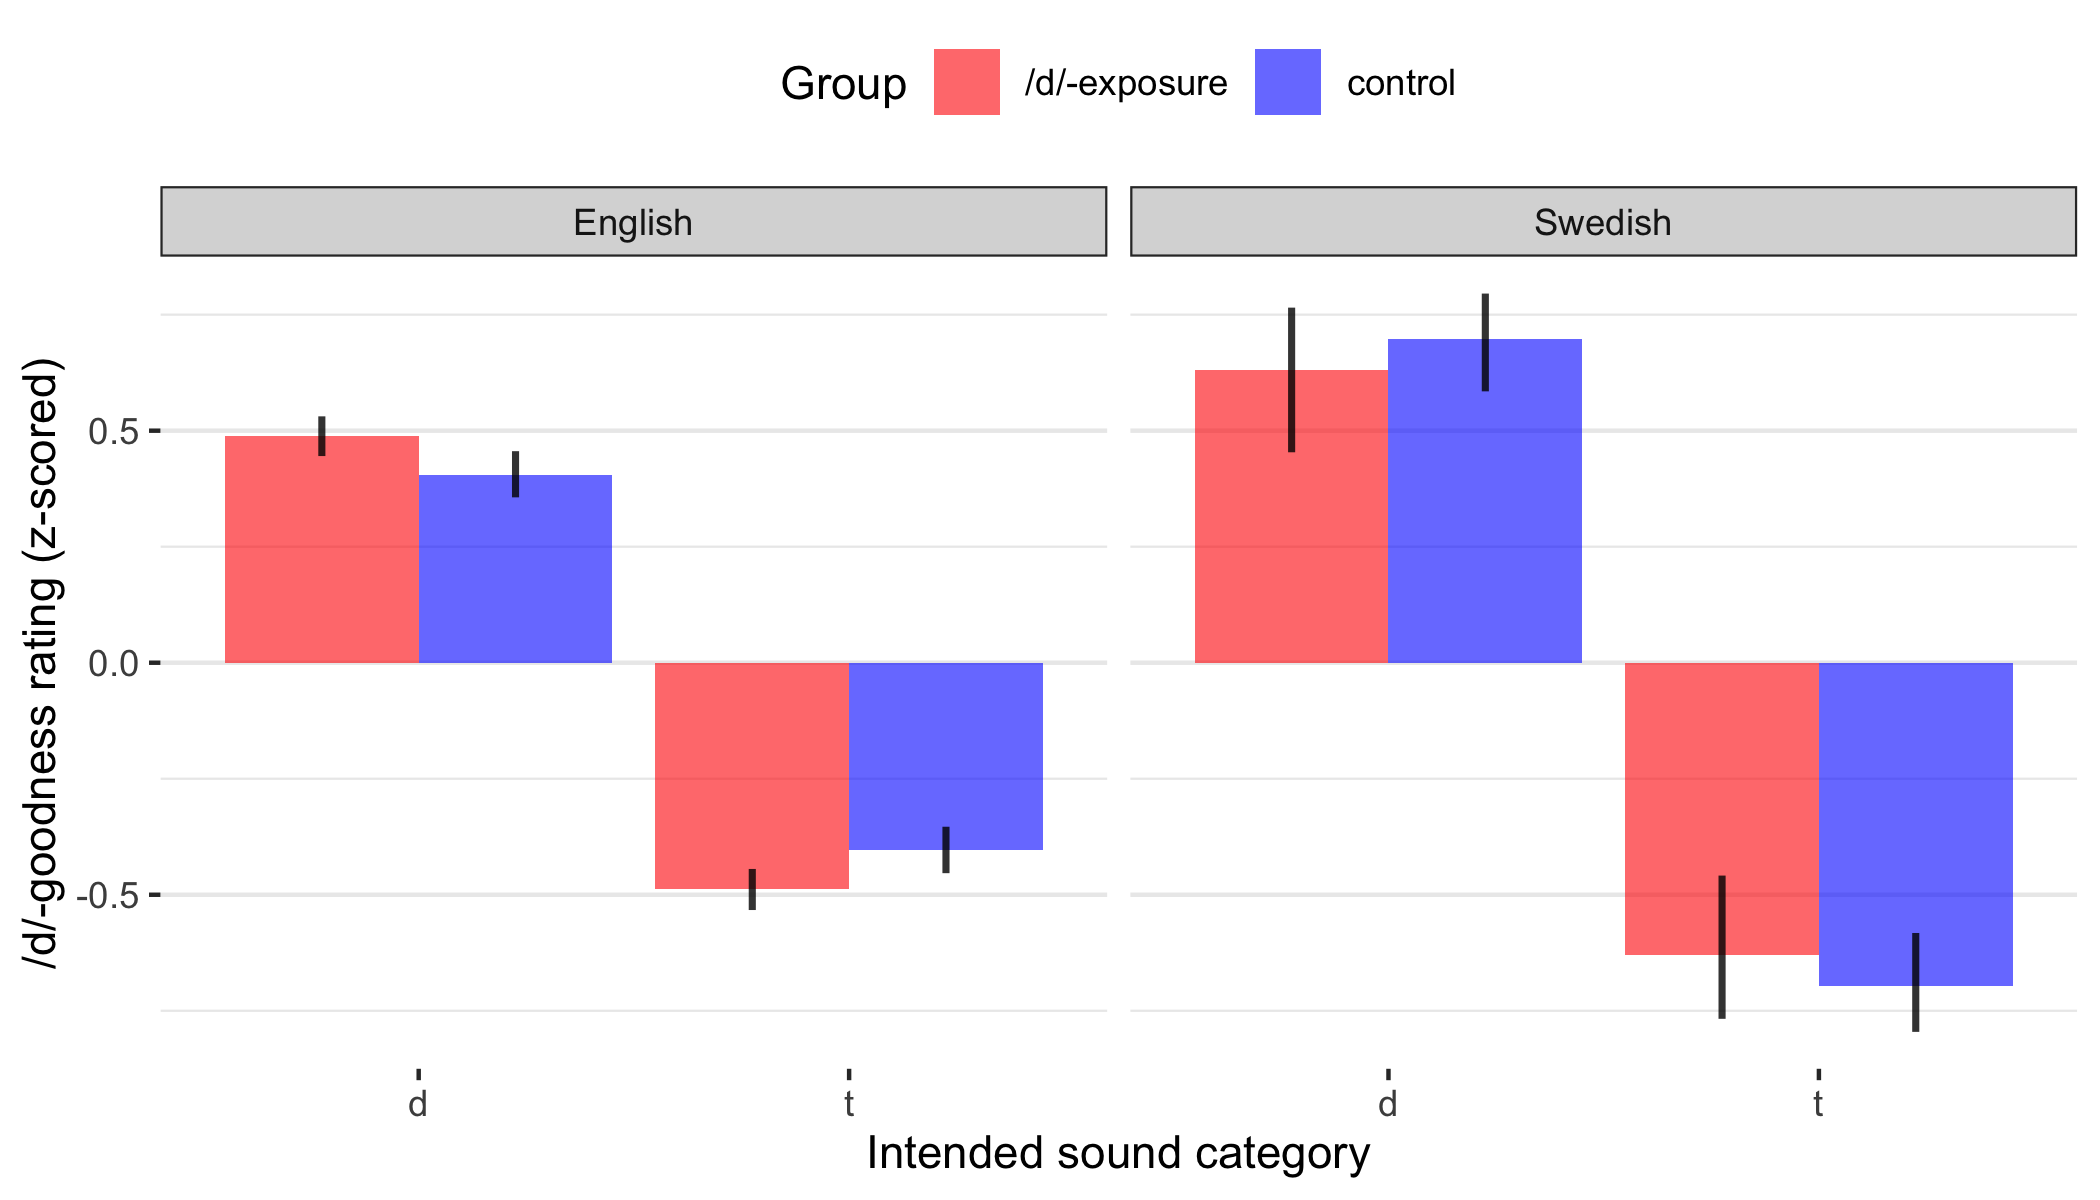 Group /d/-exposure control
English Swedish
/d/-goodness rating (z-scored)
0.5
0.0
-0.5
d t d t
Intended sound category